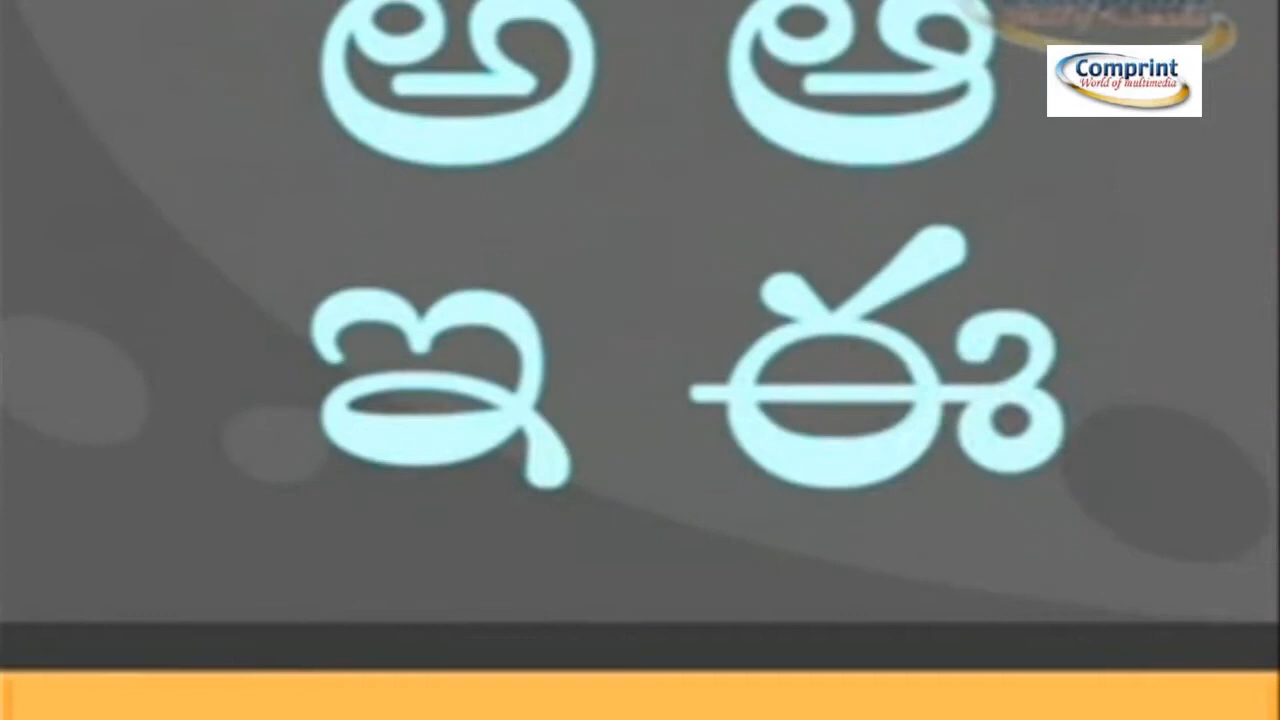 అ ఆ
Comprint
World of multimedia
ఇ ఈ